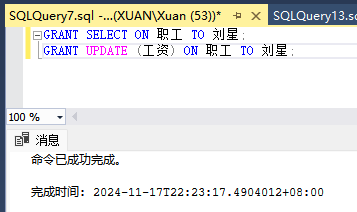 SQLQuery7.sql -...(XUAN\Xuan (53))* SQLQuery13.s
GRANT SELECT ON 职工 TO 刘星;
GRANT UPDATE (工资) ON 职工 TO 刘星;
100 %
消息
命令已成功完成。
完成时间: 2024-11-17T22:23:17.4904012+08:00